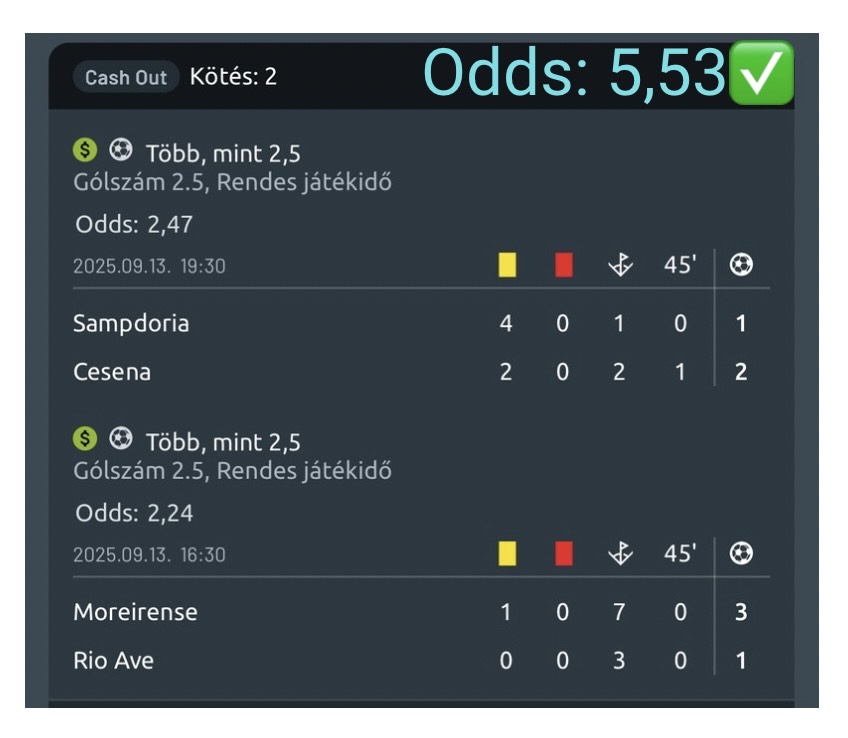 Cash Out Kötés: 2 Odds: 5,53
Több, mint 2,5
Gólszám 2.5, Rendes játékidő
Odds: 2,47
2025.09.13. 19:30 45'
Sampdoria 4 0 1 0 1
Cesena 2 0 2 1 2
Több, mint 2,5
Gólszám 2.5, Rendes játékidő
Odds: 2,24
2025.09.13. 16:30 45'
Moreirense 1 0 7 0 3
Rio Ave 0 0 3 0 1